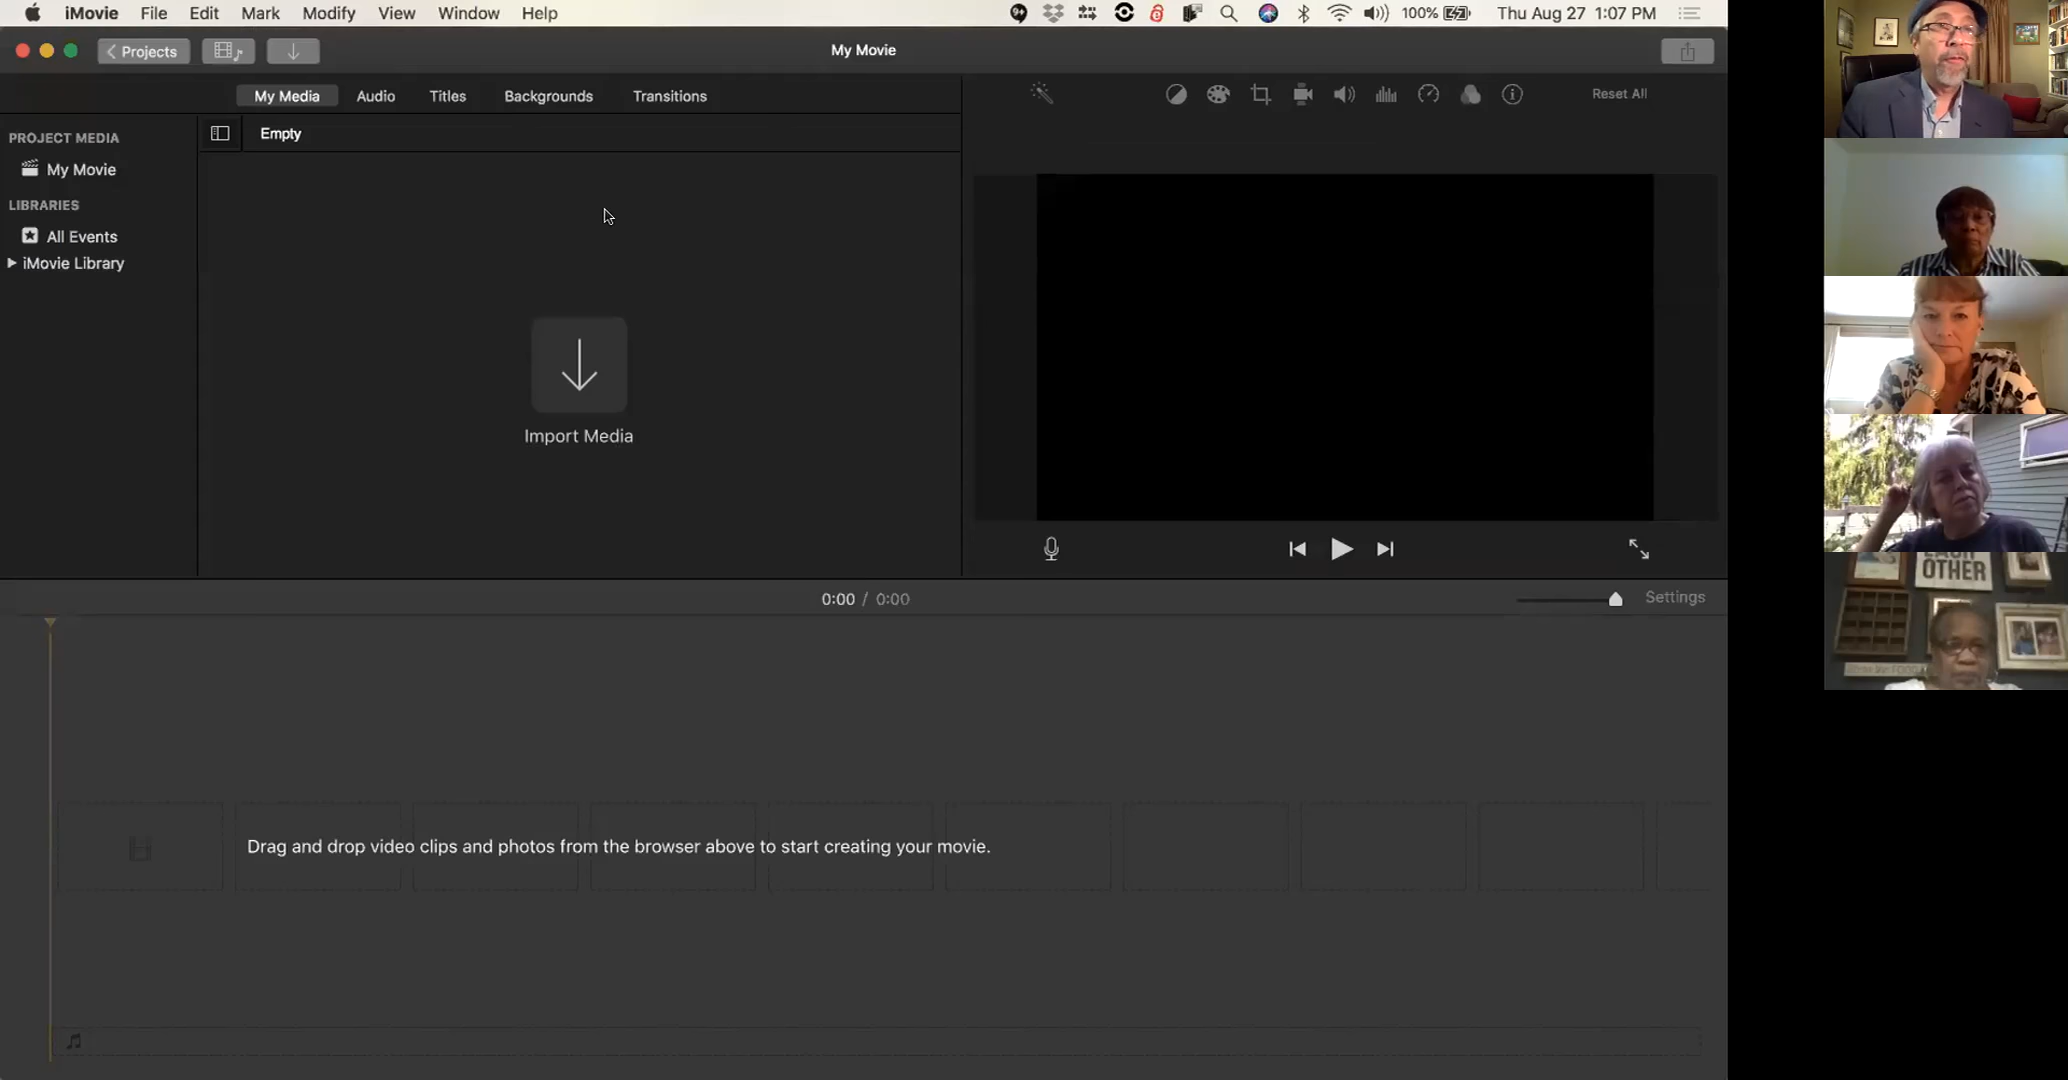 iMovie File Edit Mark Modify View Window Help 100% Thu Aug 27 1:07 PM
Projects My Movie
My Media Audio Titles Backgrounds Transitions Reset All
PROJECT MEDIA
Empty
My Movie
LIBRARIES
All Events
iMovie Library
Import Media
0:00 / 0:00 Settings
Drag and drop video clips and photos from the browser above to start creating your movie.
EACH
OTHER